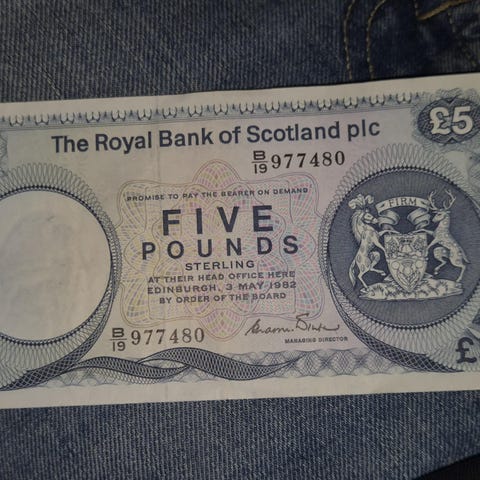 £5
The Royal Bank of Scotland plc
B/19 977480
PROMISE TO PAY THE BEARER ON DEMAND
FIVE
POUNDS
STERLING
AT THEIR HEAD OFFICE HERE
EDINBURGH, 3 MAY 1982
BY ORDER OF THE BOARD
FIRM
B/19 977480
MANAGING DIRECTOR
£